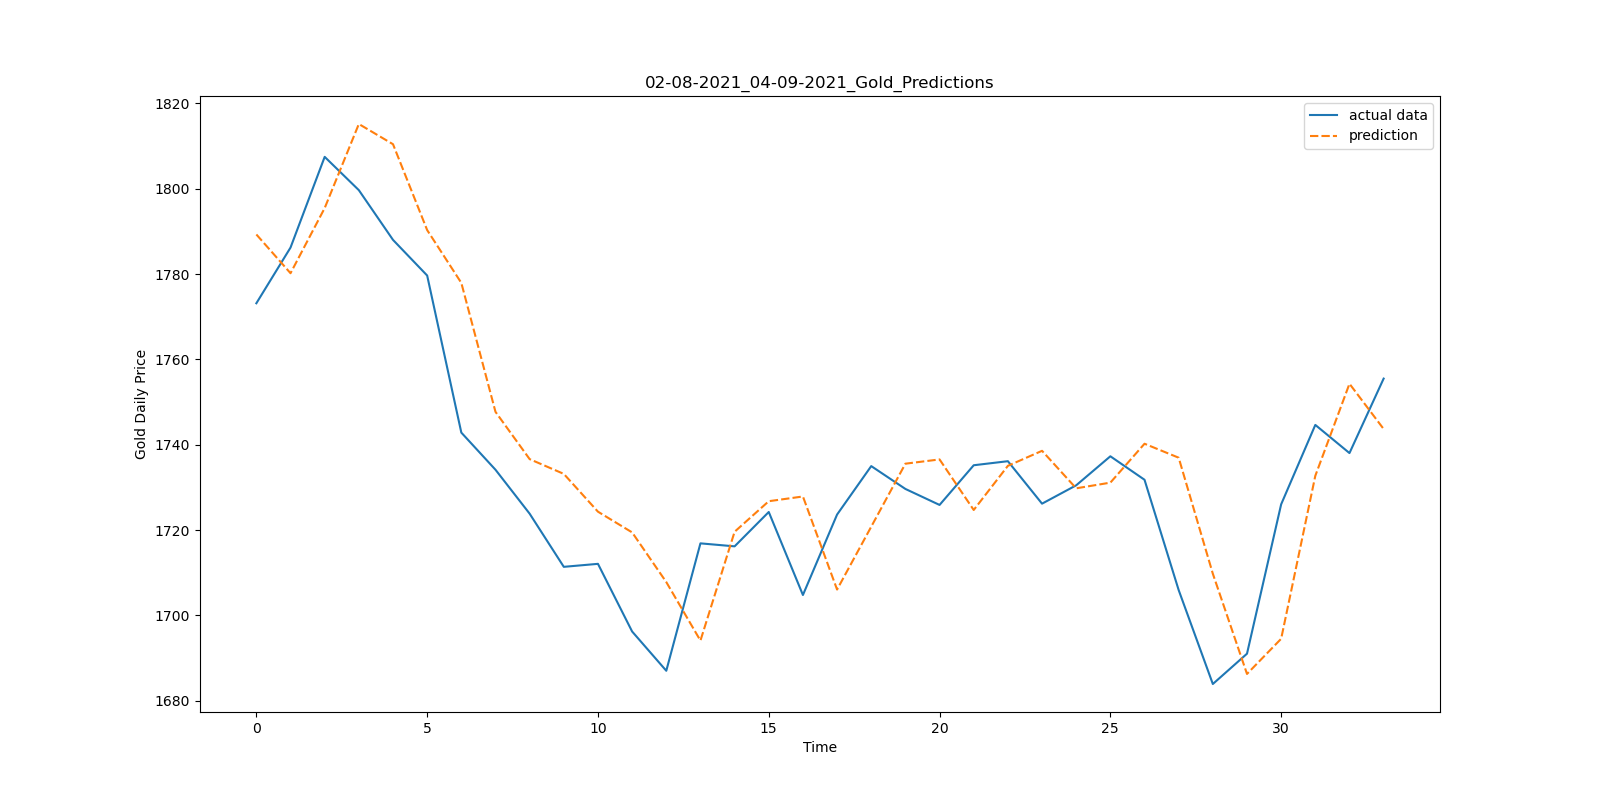 02-08-2021_04-09-2021_Gold_Predictions
1820
1800
1780
1760
1740
1720
1700
1680
Gold Daily Price
actual data
prediction
0 5 10 15 20 25 30
Time